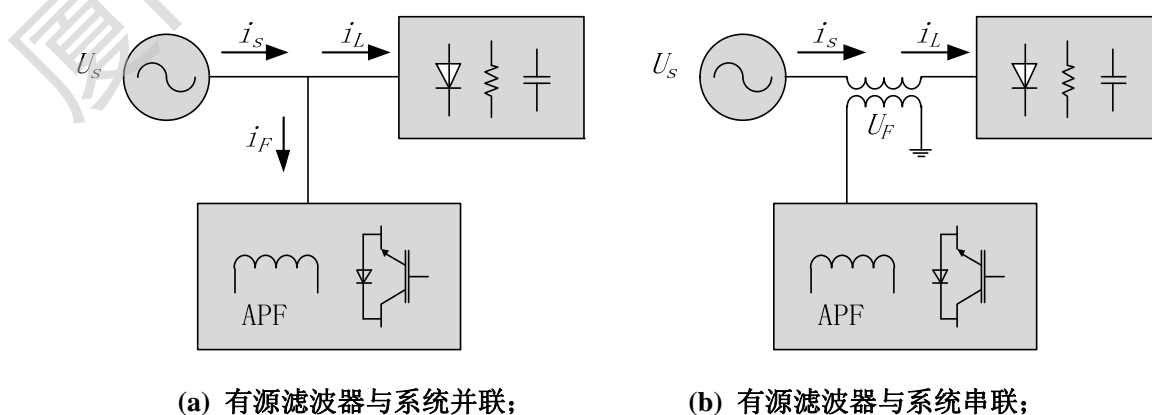 厦
i_s i_L
U_s
i_F
APF
i_s i_L
U_s
U_F
APF
(a) 有源滤波器与系统并联；
(b) 有源滤波器与系统串联；